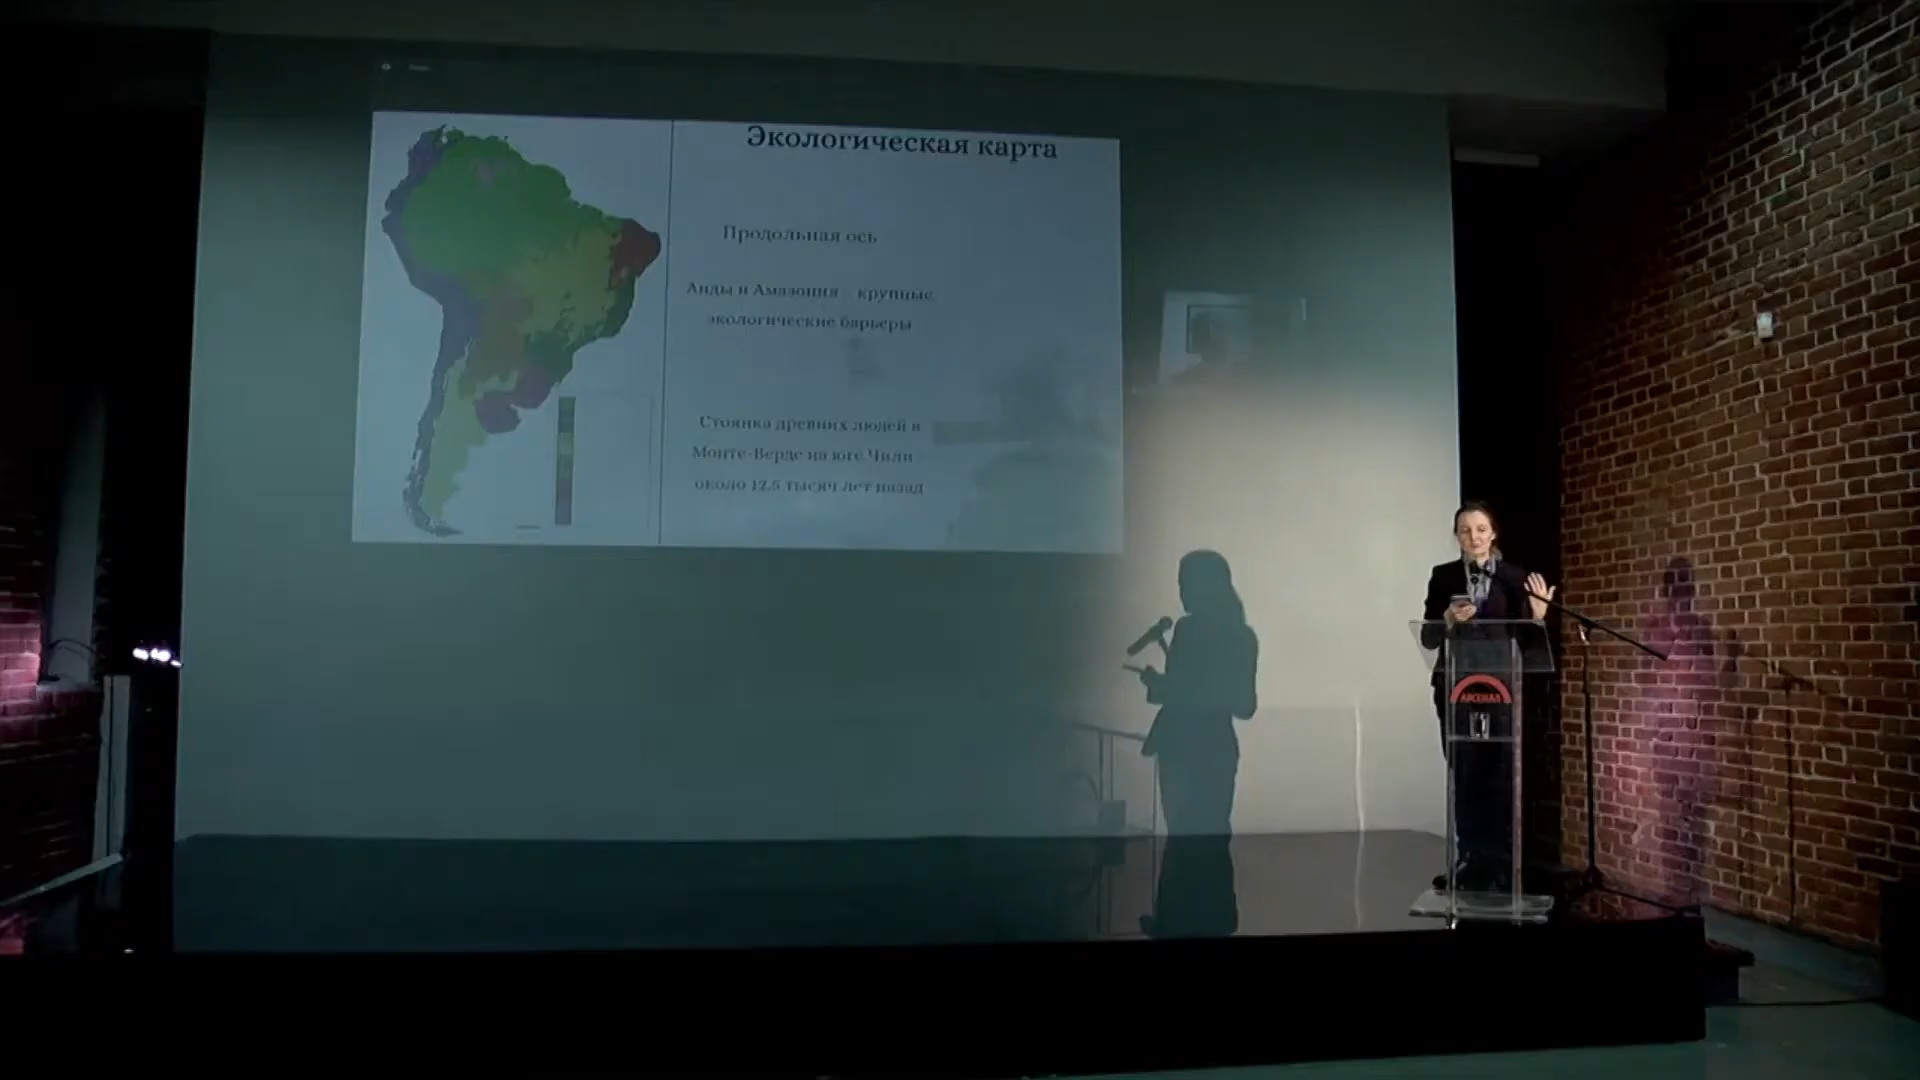 Экологическая карта
Продольная ось
Анды и Амазония – крупные
экологические барьеры
Стоянка древних людей в
Монте-Верде на юге Чили
около 12,5 тысяч лет назад
АРСЕНАЛ